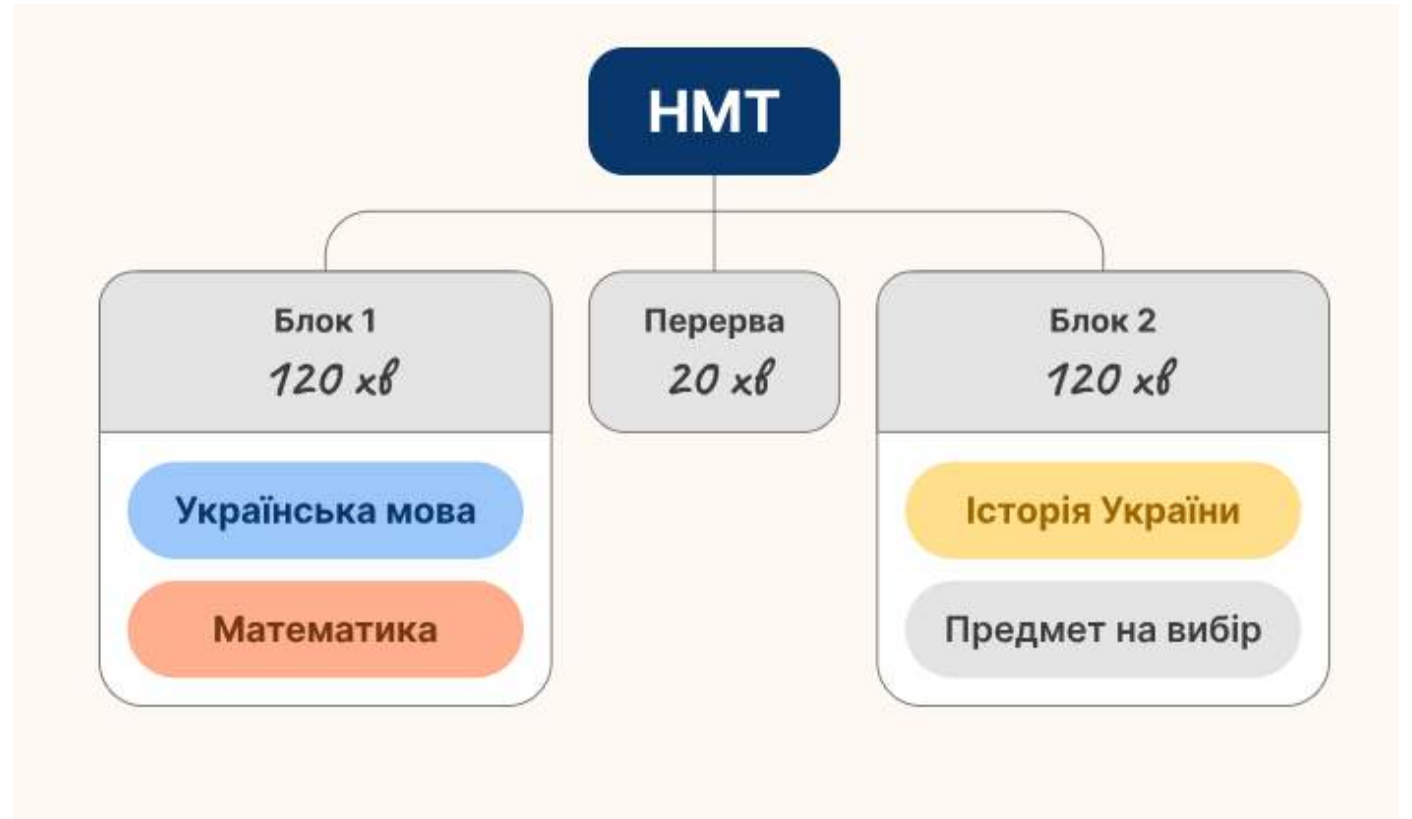 НМТ
Блок 1
120 хв
Українська мова
Математика
Перерва
20 хв
Блок 2
120 хв
Історія України
Предмет на вибір